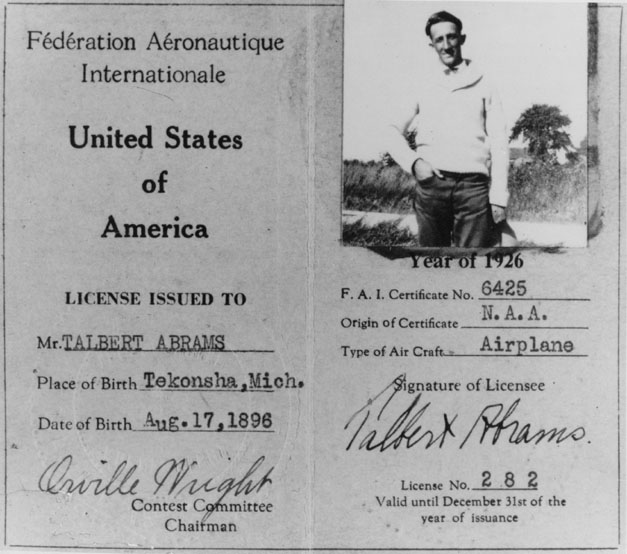 Fédération Aéronautique
Internationale
United States
of
America
LICENSE ISSUED TO
Mr. TALBERT ABRAMS
Place of Birth Tekonsha, Mich.
Date of Birth Aug. 17, 1896
Orville Wright
Contest Committee
Chairman
Year of 1926
F. A. I. Certificate No. 6425
Origin of Certificate N. A. A.
Type of Air Craft Airplane
Signature of Licensee
Talbert Abrams.
License No. 282
Valid until December 31st of the
year of issuance